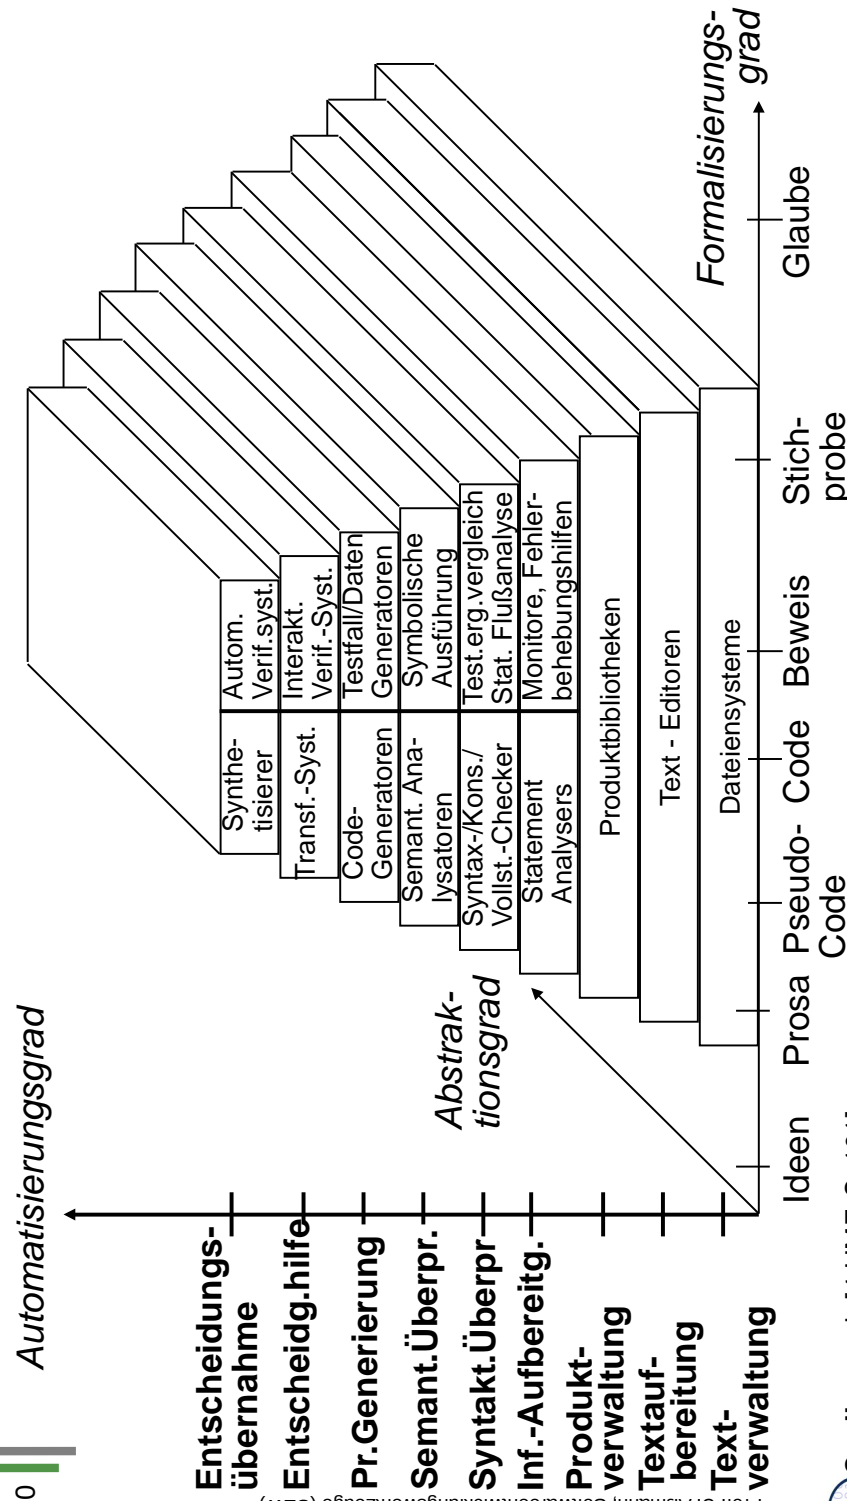 Automatisierungsgrad
Entscheidungs-
übernahme
Entscheidg.hilfe
Pr.Generierung
Semant.Überpr.
Syntakt.Überpr
Inf.-Aufbereitg.
Produkt-
verwaltung
Textauf-
bereitung
Text-
verwaltung
Abstrak-
tionsgrad
Synthe-
tisierer
Autom.
Verif.syst.
Transf.-Syst.
Interakt.
Verif.-Syst.
Code-
Generatoren
Testfall/Daten
Generatoren
Semant. Ana-
lysatoren
Symbolische
Ausführung
Syntax-/Kons./
Vollst.-Checker
Test.erg.vergleich
Stat. Flußanalyse
Statement
Analysers
Monitore, Fehler-
behebungshilfen
Produktbibliotheken
Text - Editoren
Dateiensysteme
Formalisierungs-
grad
Ideen
Prosa
Pseudo-
Code
Code
Beweis
Stich-
probe
Glaube
0